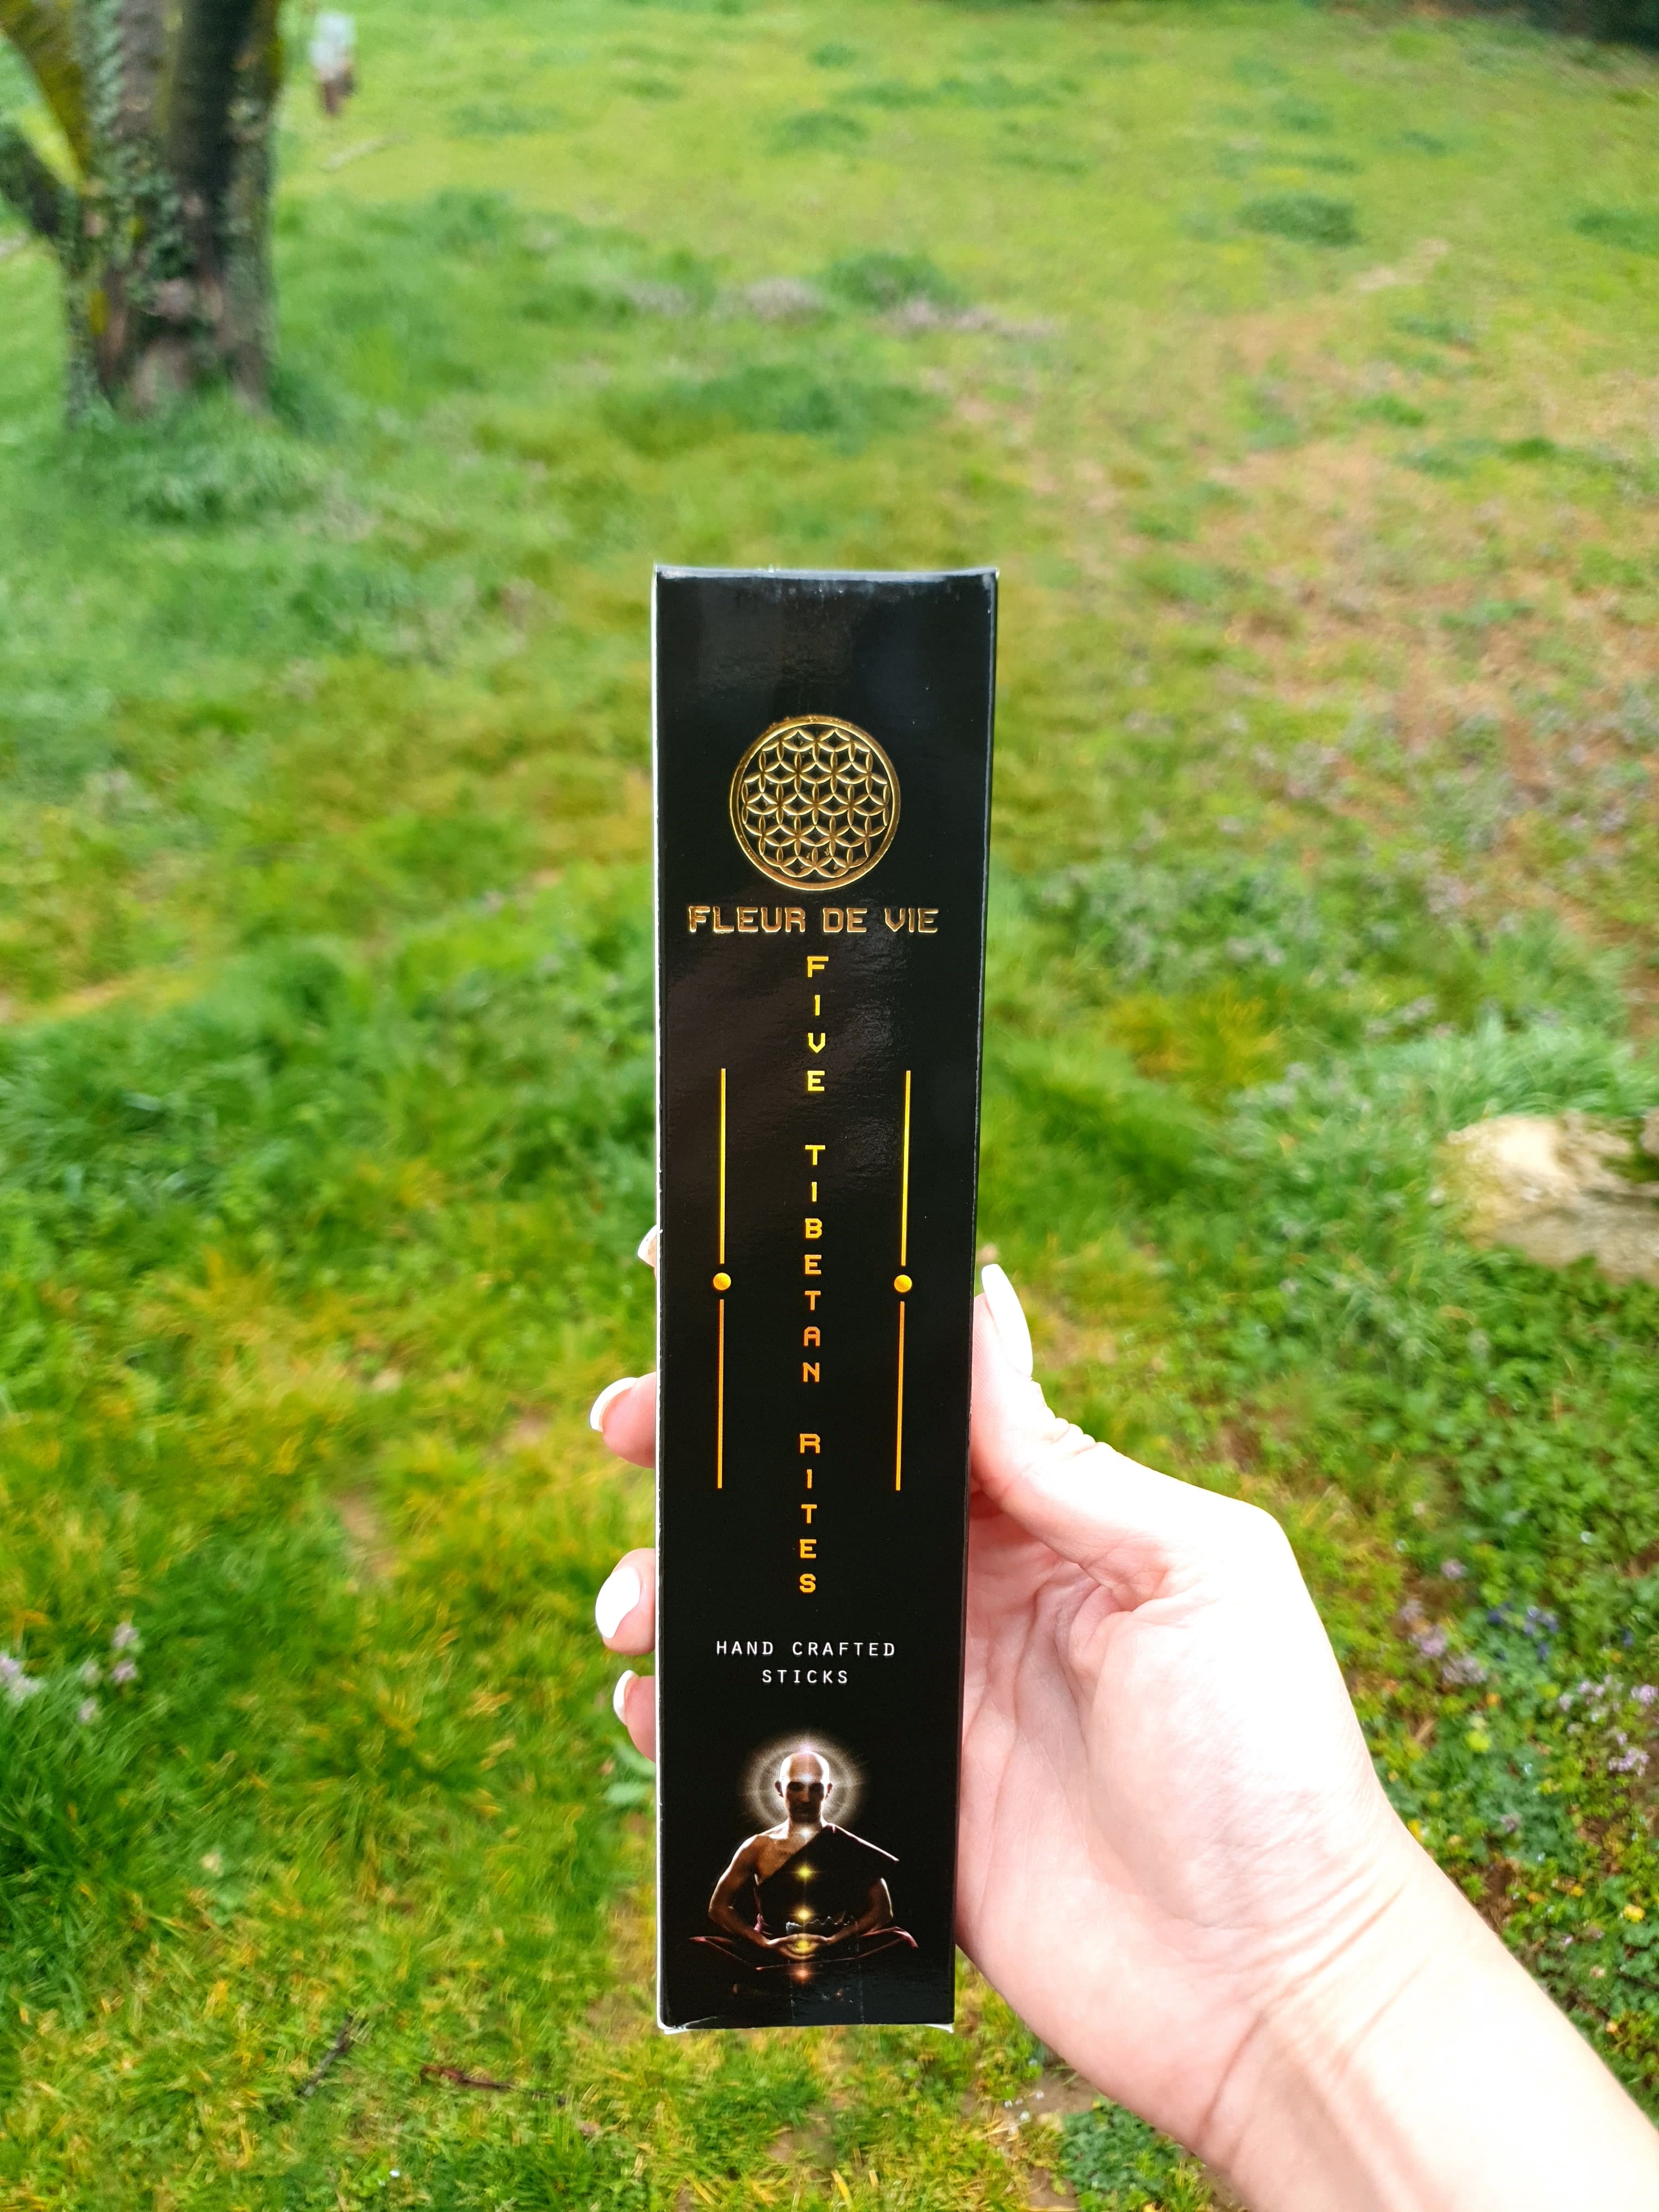 FLEUR DE VIE
FIVE TIBETAN RITES
HAND CRAFTED
STICKS